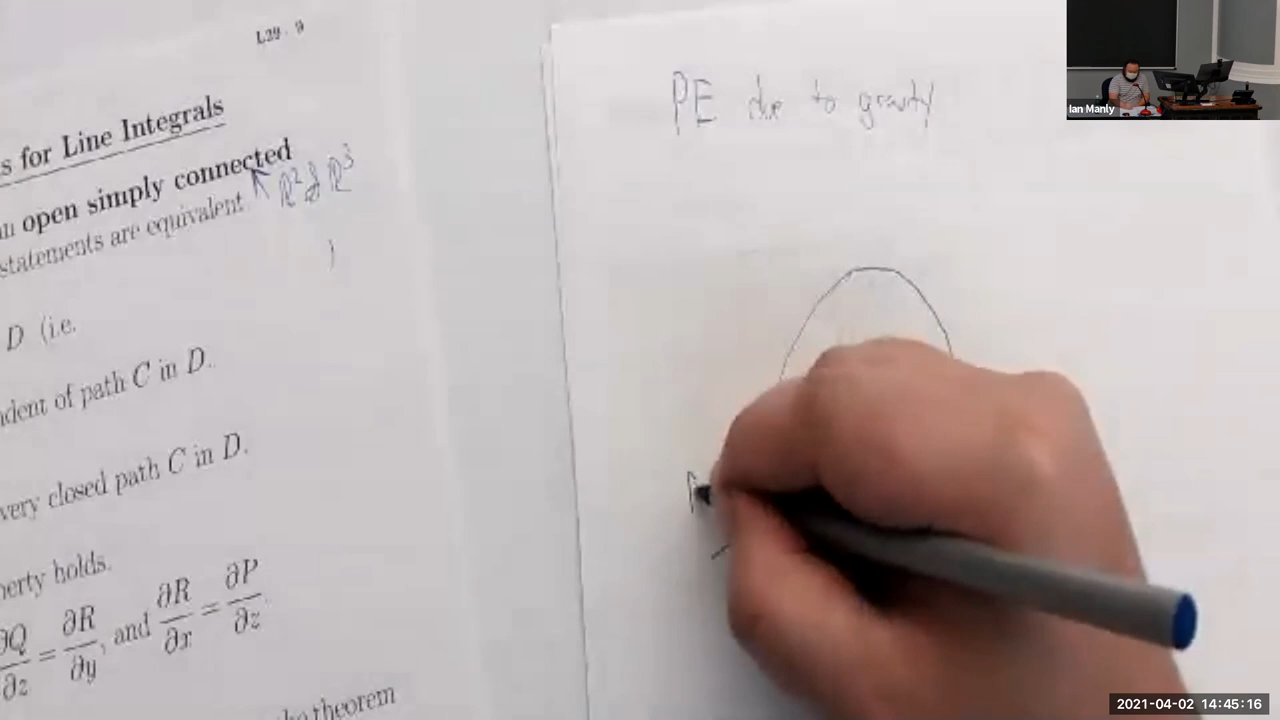 L29 - 9
s for Line Integrals
n open simply connected
ℝ² & ℝ³
statements are equivalent
D (i.e.
ndent of path C in D.
very closed path C in D.
perty holds.
∂Q/∂z = ∂R/∂y, and ∂R/∂x = ∂P/∂z.
theorem
PE due to gravity
Ian Manly
2021-04-02 14:45:16